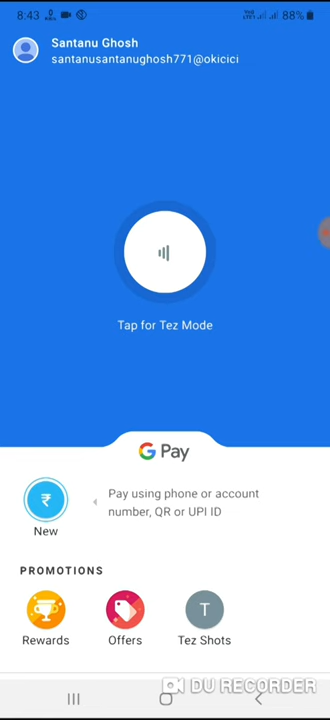 8:43
88%
Santanu Ghosh
santanusantanughosh771@okicici
Tap for Tez Mode
G Pay
₹
Pay using phone or account
number, QR or UPI ID
New
PROMOTIONS
T
Rewards
Offers
Tez Shots
DU RECORDER